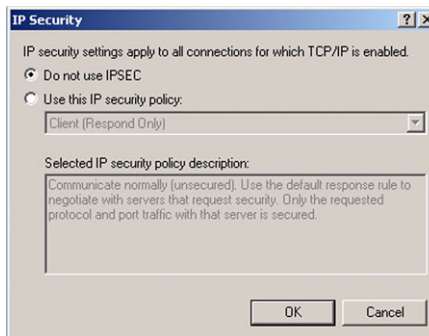 IP Security
IP security settings apply to all connections for which TCP/IP is enabled.
Do not use IPSEC
Use this IP security policy:
Client (Respond Only)
Selected IP security policy description:
Communicate normally (unsecured). Use the default response rule to
negotiate with servers that request security. Only the requested
protocol and port traffic with that server is secured.
OK Cancel